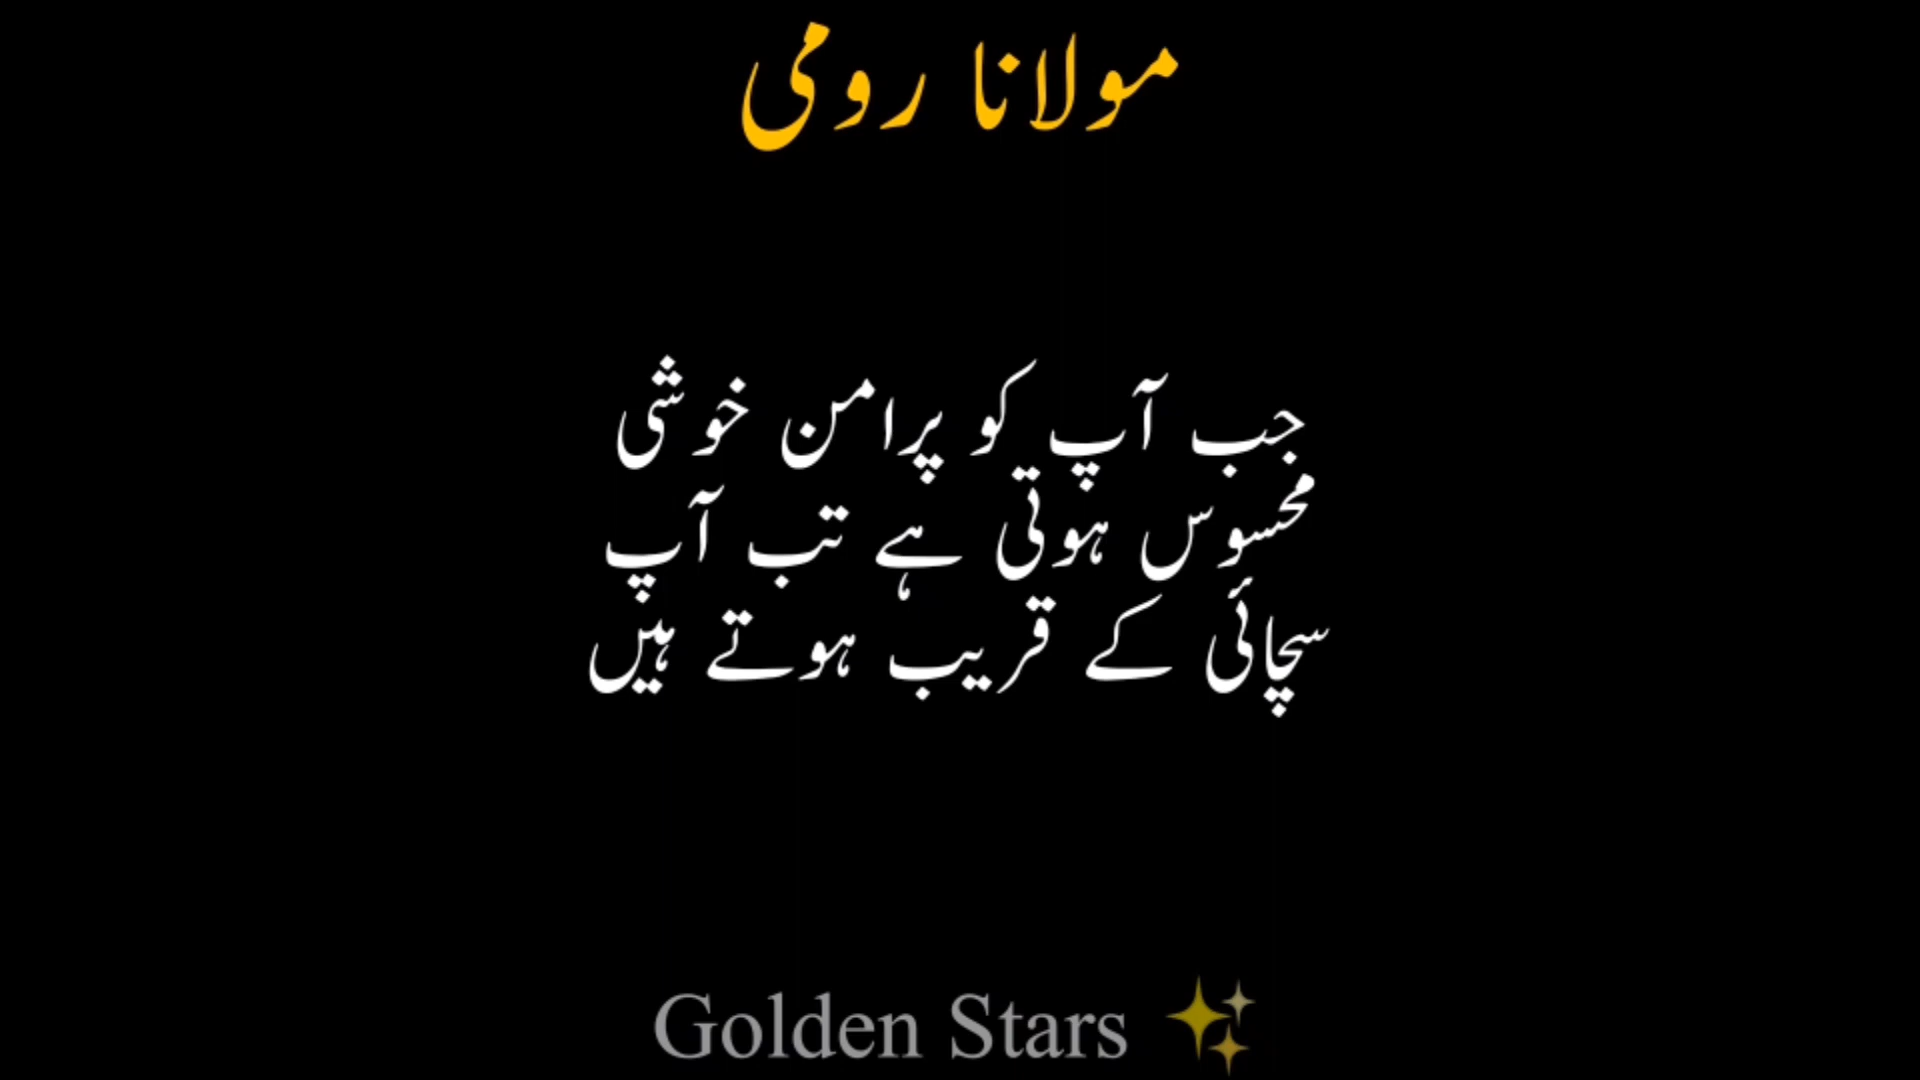 مولانا رومی
جب آپ کو پرامن خوشی
محسوس ہوتی ہے تب آپ
سچائی کے قریب ہوتے ہیں
Golden Stars ✨